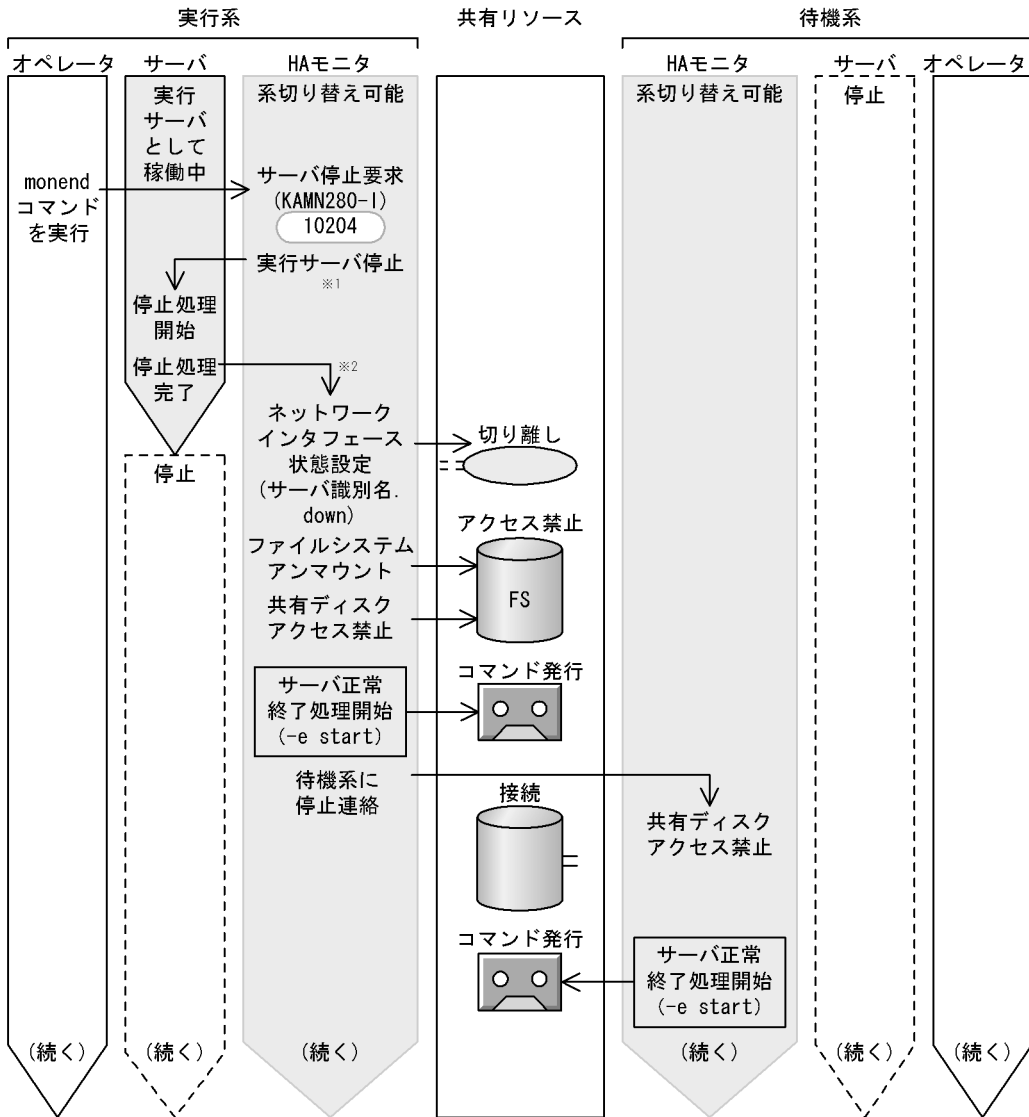 実行系
共有リソース
待機系
オペレータ
サーバ
HAモニタ
HAモニタ
サーバ
オペレータ
実行
サーバ
として
稼働中
系切り替え可能
系切り替え可能
停止
monend
コマンド
を実行
サーバ停止要求
(KAMN280-I)
10204
実行サーバ停止
※1
停止処理
開始
停止処理
完了
※2
停止
ネットワーク
インタフェース
状態設定
(サーバ識別名.
down)
切り離し
ファイルシステム
アンマウント
アクセス禁止
FS
共有ディスク
アクセス禁止
サーバ正常
終了処理開始
(-e start)
コマンド発行
待機系に
停止連絡
接続
共有ディスク
アクセス禁止
コマンド発行
サーバ正常
終了処理開始
(-e start)
(続く)
(続く)
(続く)
(続く)
(続く)
(続く)